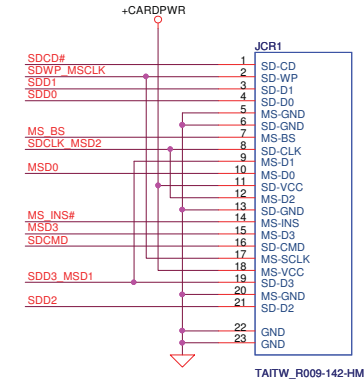 +CARDPWR
JCR1
SDCD# 1 SD-CD
SDWP_MSCLK 2 SD-WP
SDD1 3 SD-D1
SDD0 4 SD-D0
5 MS-GND
6 SD-GND
MS_BS 7 MS-BS
SDCLK_MSD2 8 SD-CLK
9 MS-D1
MSD0 10 MS-D0
11 SD-VCC
12 MS-D2
13 SD-GND
MS_INS# 14 MS-INS
MSD3 15 MS-D3
SDCMD 16 SD-CMD
17 MS-SCLK
18 MS-VCC
SDD3_MSD1 19 SD-D3
20 MS-GND
SDD2 21 SD-D2
22 GND
23 GND
TAITW_R009-142-HM